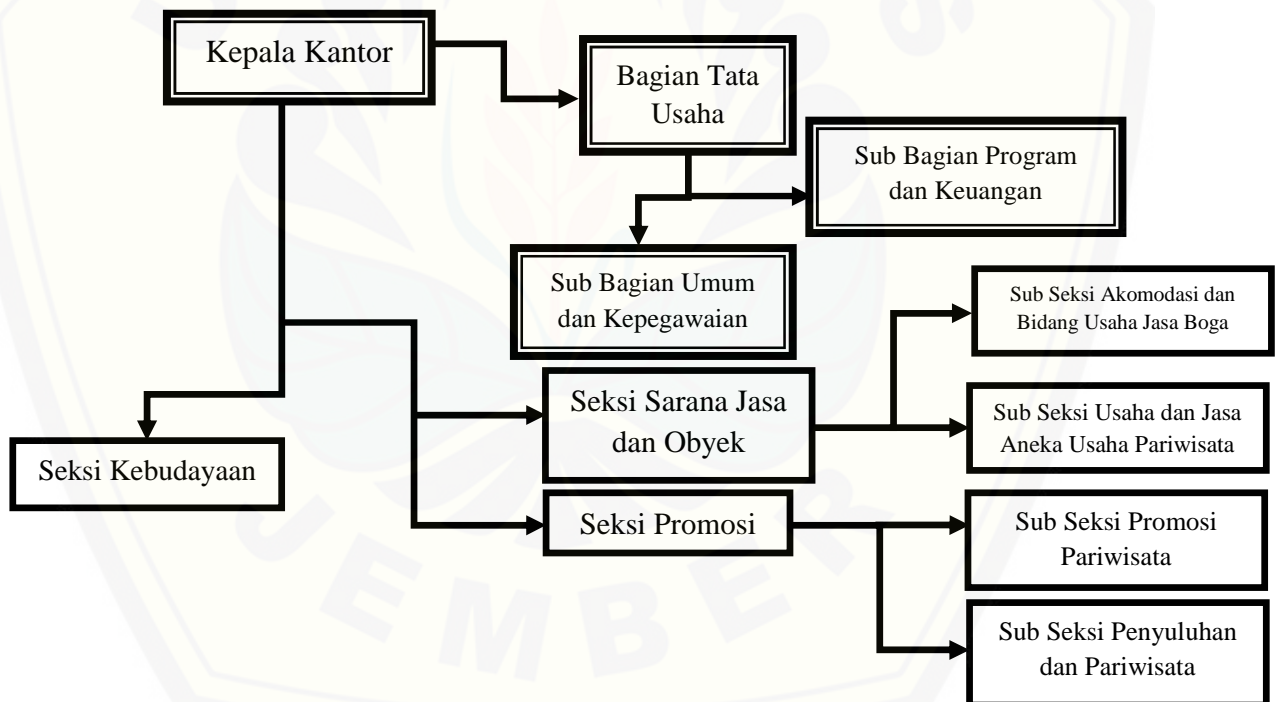 Kepala Kantor
Bagian Tata
Usaha
Sub Bagian Program
dan Keuangan
Sub Bagian Umum
dan Kepegawaian
Sub Seksi Akomodasi dan
Bidang Usaha Jasa Boga
Seksi Sarana Jasa
dan Obyek
Sub Seksi Usaha dan Jasa
Aneka Usaha Pariwisata
Seksi Kebudayaan
Seksi Promosi
Sub Seksi Promosi
Pariwisata
Sub Seksi Penyuluhan
dan Pariwisata
JEMBER